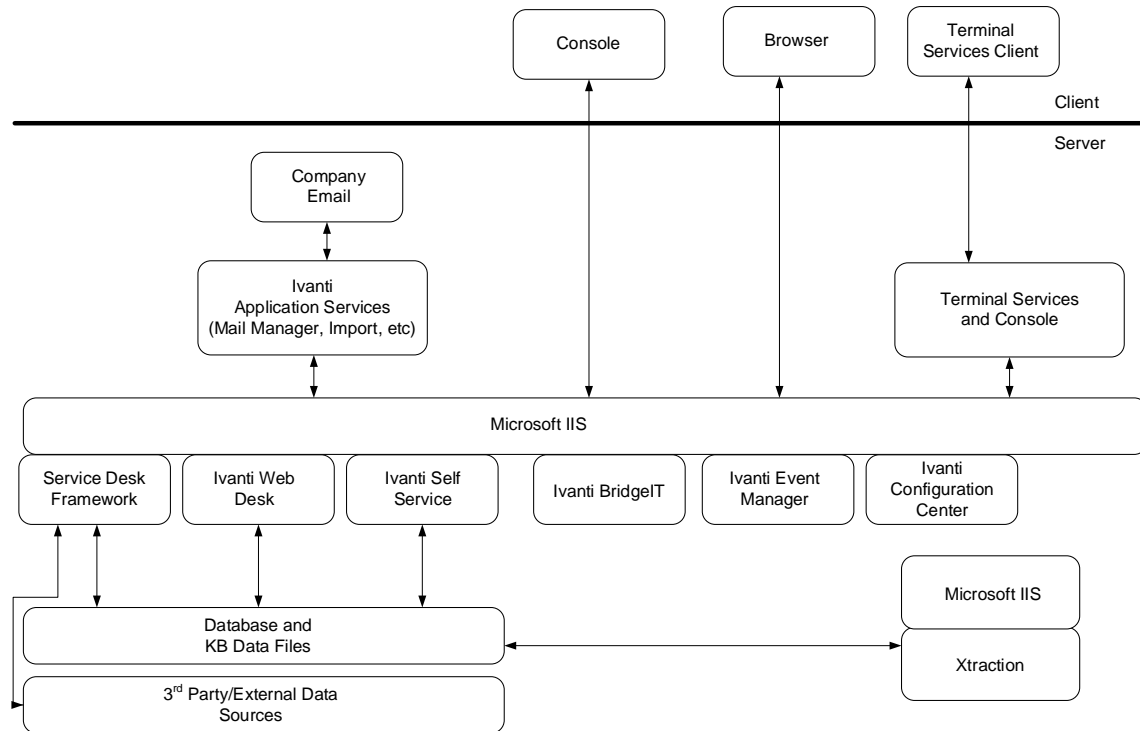 Console
Browser
Terminal
Services Client
Client
Server
Company
Email
Ivanti
Application Services
(Mail Manager, Import, etc)
Terminal Services
and Console
Microsoft IIS
Service Desk
Framework
Ivanti Web
Desk
Ivanti Self
Service
Ivanti BridgeIT
Ivanti Event
Manager
Ivanti
Configuration
Center
Microsoft IIS
Database and
KB Data Files
Xtraction
3rd Party/External Data
Sources